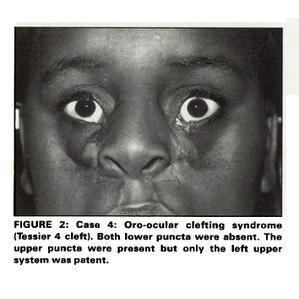 FIGURE 2: Case 4: Oro-ocular clefting syndrome
(Tessier 4 cleft). Both lower puncta were absent. The
upper puncta were present but only the left upper
system was patent.